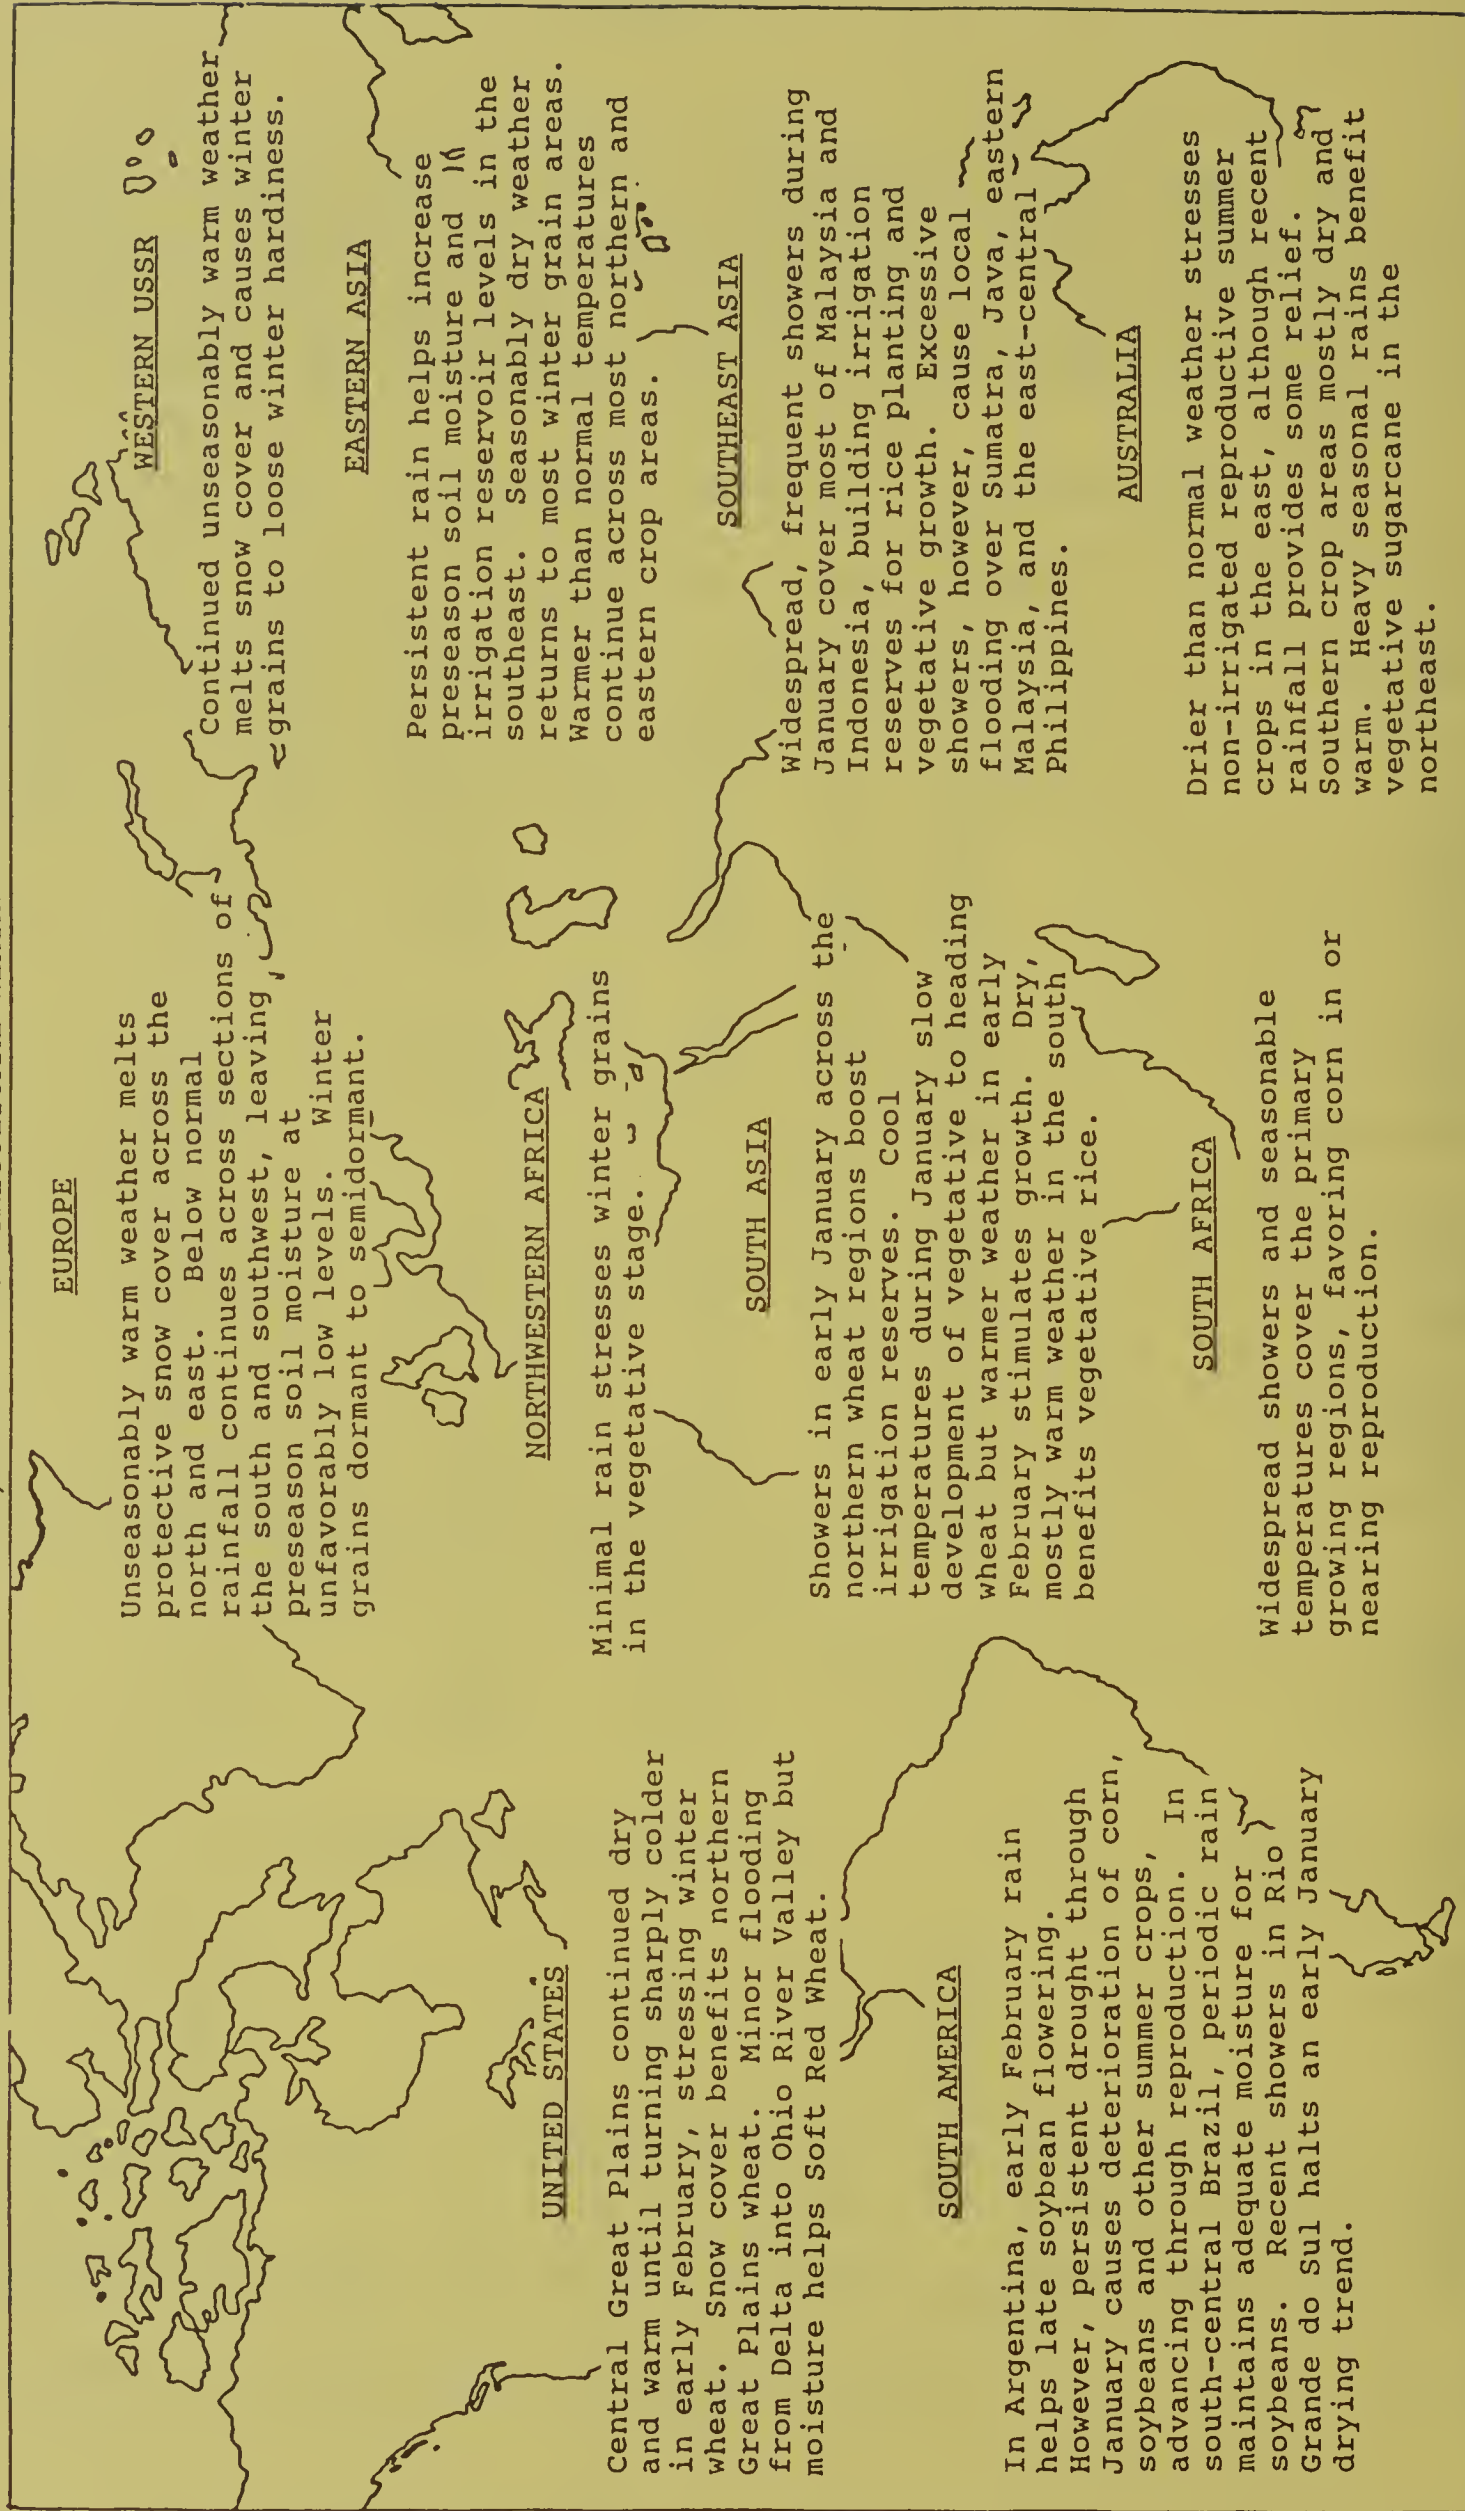 UNITED STATES
Central Great Plains continued dry
and warm until turning sharply colder
in early February, stressing winter
wheat. Snow cover benefits northern
Great Plains wheat. Minor flooding
from Delta into Ohio River Valley but
moisture helps Soft Red Wheat.
SOUTH AMERICA
In Argentina, early February rain
helps late soybean flowering.
However, persistent drought through
January causes deterioration of corn,
soybeans and other summer crops,
advancing through reproduction. In
south-central Brazil, periodic rain
maintains adequate moisture for
soybeans. Recent showers in Rio
Grande do Sul halts an early January
drying trend.
EUROPE
Unseasonably warm weather melts
protective snow cover across the
north and east. Below normal
rainfall continues across sections of
the south and southwest, leaving
preseason soil moisture at
unfavorably low levels. Winter
grains dormant to semidormant.
NORTHWESTERN AFRICA
Minimal rain stresses winter grains
in the vegetative stage.
SOUTH ASIA
Showers in early January across the
northern wheat regions boost
irrigation reserves. Cool
temperatures during January slow
development of vegetative to heading
wheat but warmer weather in early
February stimulates growth. Dry,
mostly warm weather in the south
benefits vegetative rice.
SOUTH AFRICA
Widespread showers and seasonable
temperatures cover the primary
growing regions, favoring corn in or
nearing reproduction.
WESTERN USSR
Continued unseasonably warm weather
melts snow cover and causes winter
grains to loose winter hardiness.
EASTERN ASIA
Persistent rain helps increase
preseason soil moisture and
irrigation reservoir levels in the
southeast. Seasonably dry weather
returns to most winter grain areas.
Warmer than normal temperatures
continue across most northern and
eastern crop areas.
SOUTHEAST ASIA
Widespread, frequent showers during
January cover most of Malaysia and
Indonesia, building irrigation
reserves for rice planting and
vegetative growth. Excessive
showers, however, cause local
flooding over Sumatra, Java, eastern
Malaysia, and the east-central
Philippines.
AUSTRALIA
Drier than normal weather stresses
non-irrigated reproductive summer
crops in the east, although recent
rainfall provides some relief.
Southern crop areas mostly dry and
warm. Heavy seasonal rains benefit
vegetative sugarcane in the
northeast.